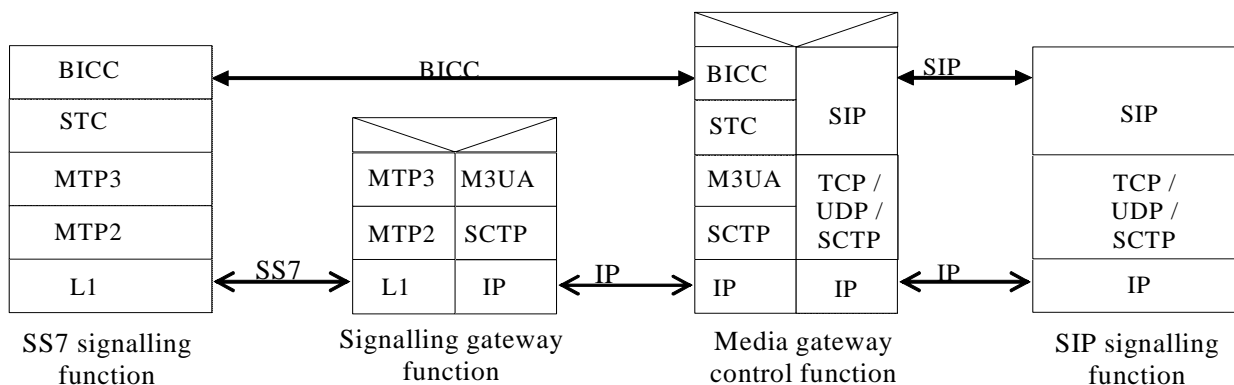 BICC
STC
MTP3
MTP2
L1
SS7 signalling
function
BICC
SS7
MTP3
M3UA
MTP2
SCTP
L1
IP
Signalling gateway
function
IP
BICC
SIP
STC
M3UA
TCP /
UDP /
SCTP
SCTP
IP
IP
Media gateway
control function
SIP
IP
SIP
TCP /
UDP /
SCTP
IP
SIP signalling
function